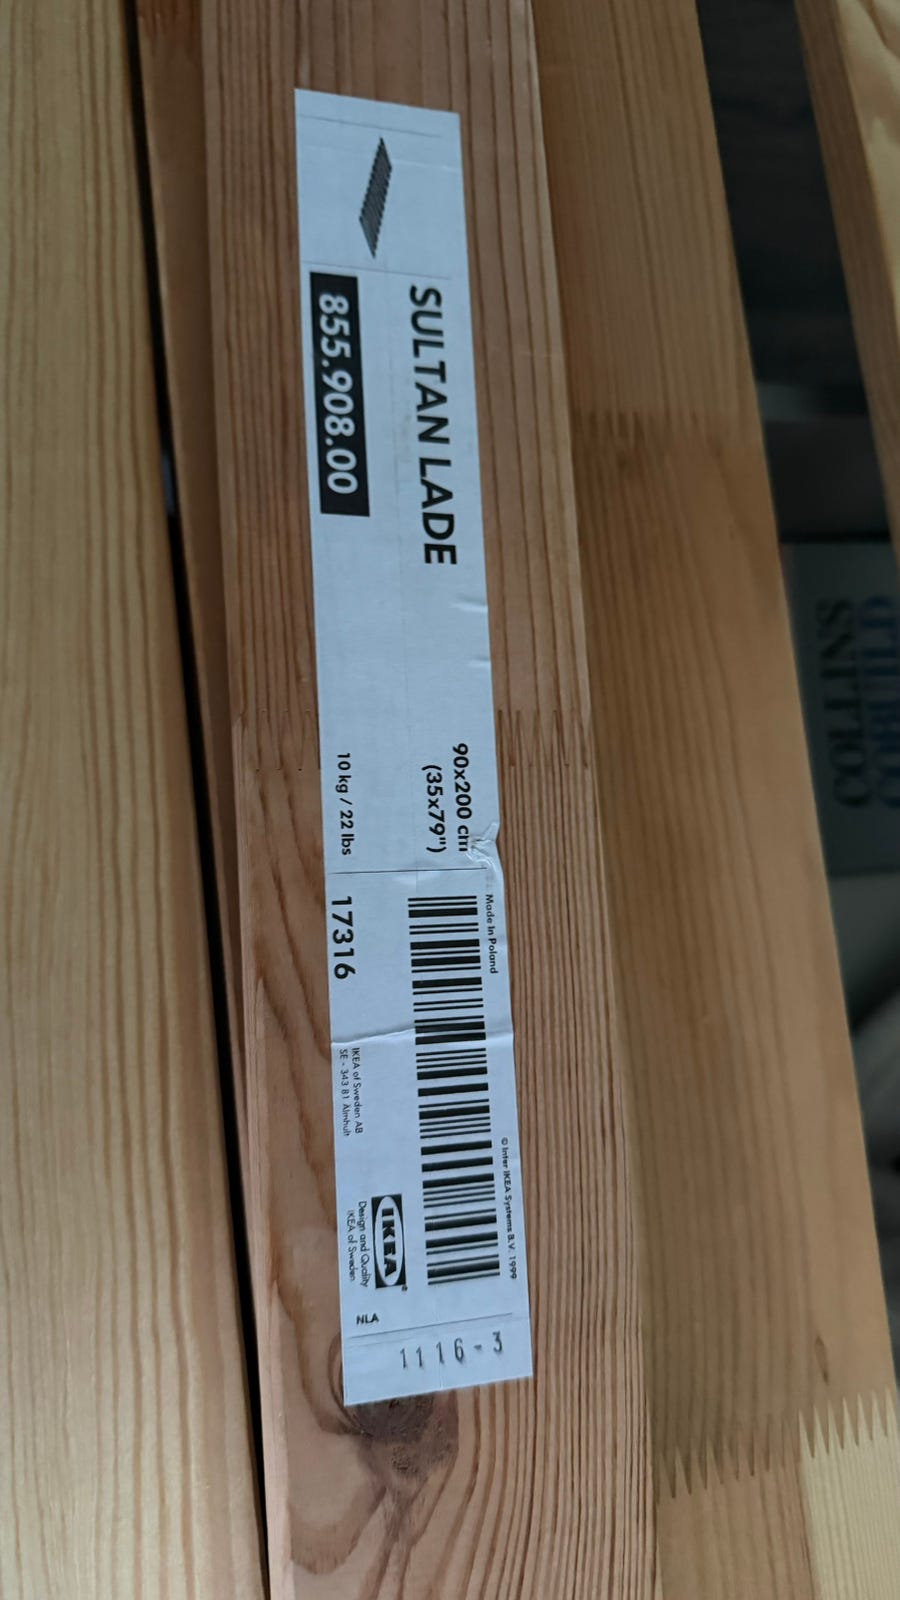 SULTAN LADE
855.908.00
90x200 cm
(35x79")
10 kg / 22 lbs
Made in Poland
17316
IKEA of Sweden AB
SE - 343 81 Älmhult
© Inter IKEA Systems B.V. 1999
IKEA®
Design and Quality
IKEA of Sweden
NLA
1116-3
COLLINS